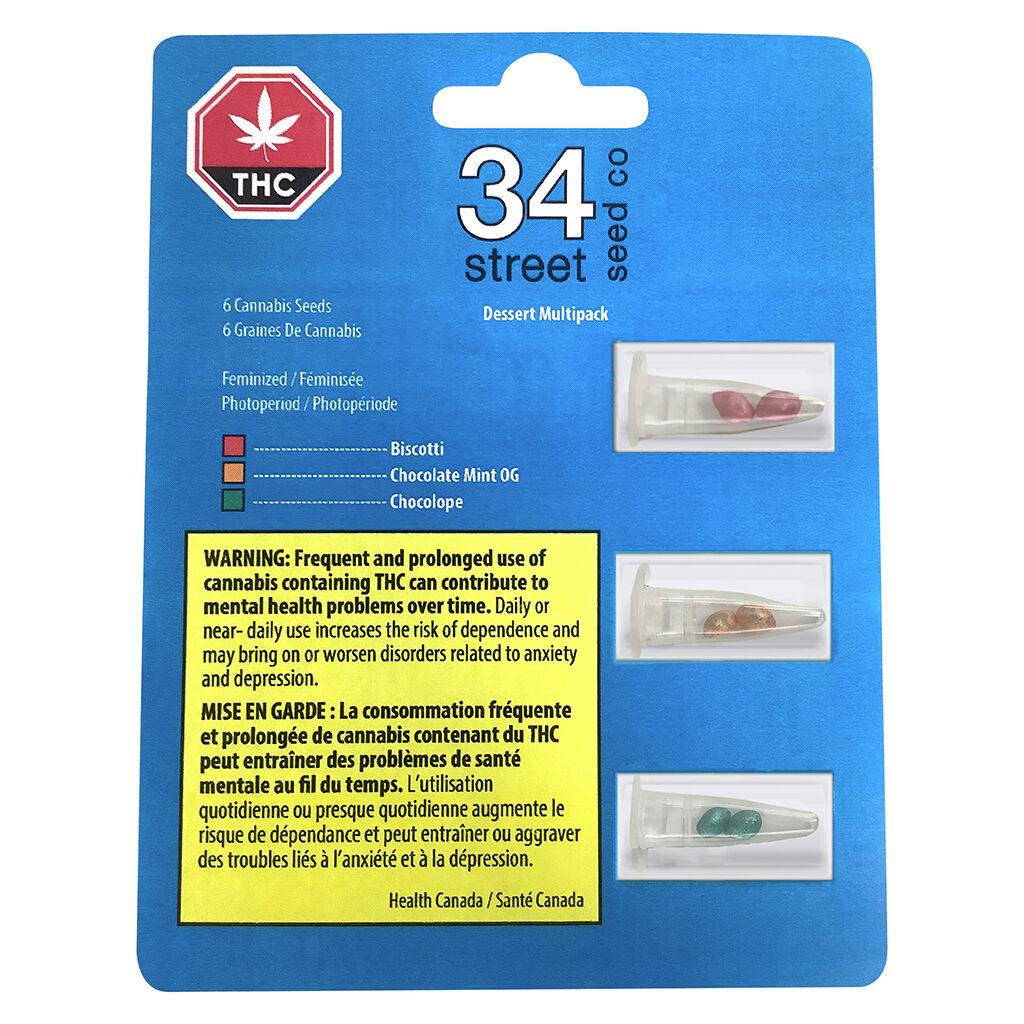 THC
34
street
seed co
Dessert Multipack
6 Cannabis Seeds
6 Graines De Cannabis
Feminized / Féminisée
Photoperiod / Photopériode
Biscotti
Chocolate Mint OG
Chocolope
WARNING: Frequent and prolonged use of
cannabis containing THC can contribute to
mental health problems over time. Daily or
near- daily use increases the risk of dependence and
may bring on or worsen disorders related to anxiety
and depression.
MISE EN GARDE : La consommation fréquente
et prolongée de cannabis contenant du THC
peut entraîner des problèmes de santé
mentale au fil du temps. L'utilisation
quotidienne ou presque quotidienne augmente le
risque de dépendance et peut entraîner ou aggraver
des troubles liés à l'anxiété et à la dépression.
Health Canada / Santé Canada